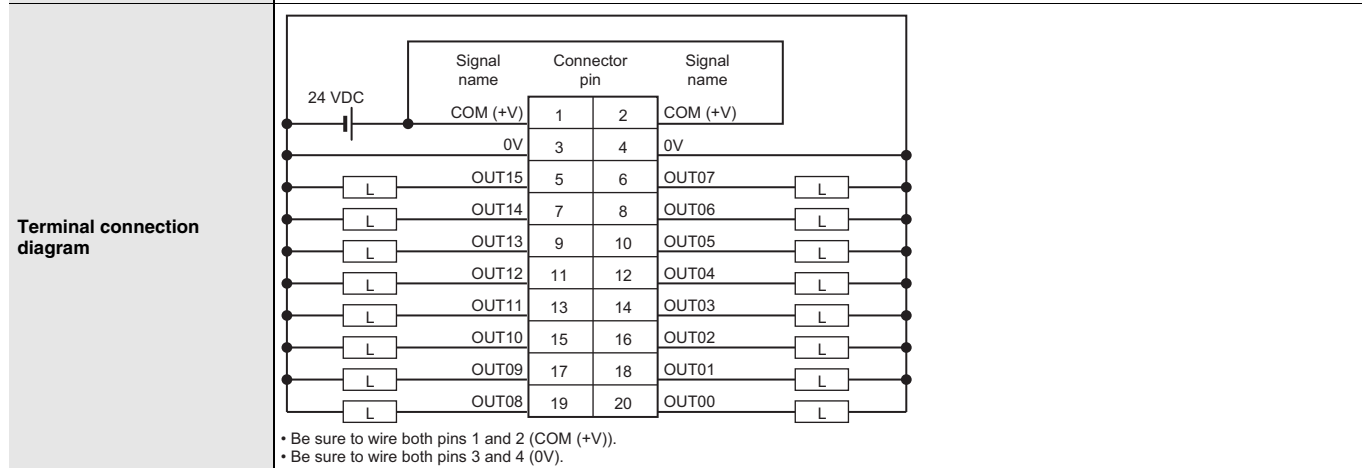 Terminal connection
diagram
Signal name
Connector pin
Signal name
24 VDC
COM (+V) 1 2 COM (+V)
0V 3 4 0V
L OUT15 5 6 OUT07 L
L OUT14 7 8 OUT06 L
L OUT13 9 10 OUT05 L
L OUT12 11 12 OUT04 L
L OUT11 13 14 OUT03 L
L OUT10 15 16 OUT02 L
L OUT09 17 18 OUT01 L
L OUT08 19 20 OUT00 L
• Be sure to wire both pins 1 and 2 (COM (+V)).
• Be sure to wire both pins 3 and 4 (0V).